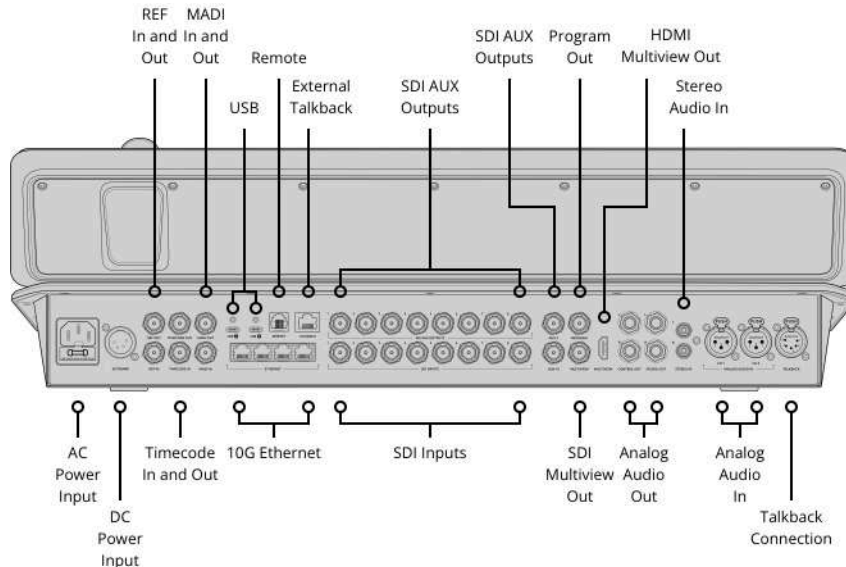 REF
In and
Out
MADI
In and
Out
Remote
USB
External
Talkback
SDI AUX
Outputs
SDI AUX
Outputs
Program
Out
HDMI
Multiview Out
Stereo
Audio In
AC
Power
Input
DC
Power
Input
Timecode
In and Out
10G Ethernet
SDI Inputs
SDI
Multiview
Out
Analog
Audio
Out
Analog
Audio
In
Talkback
Connection